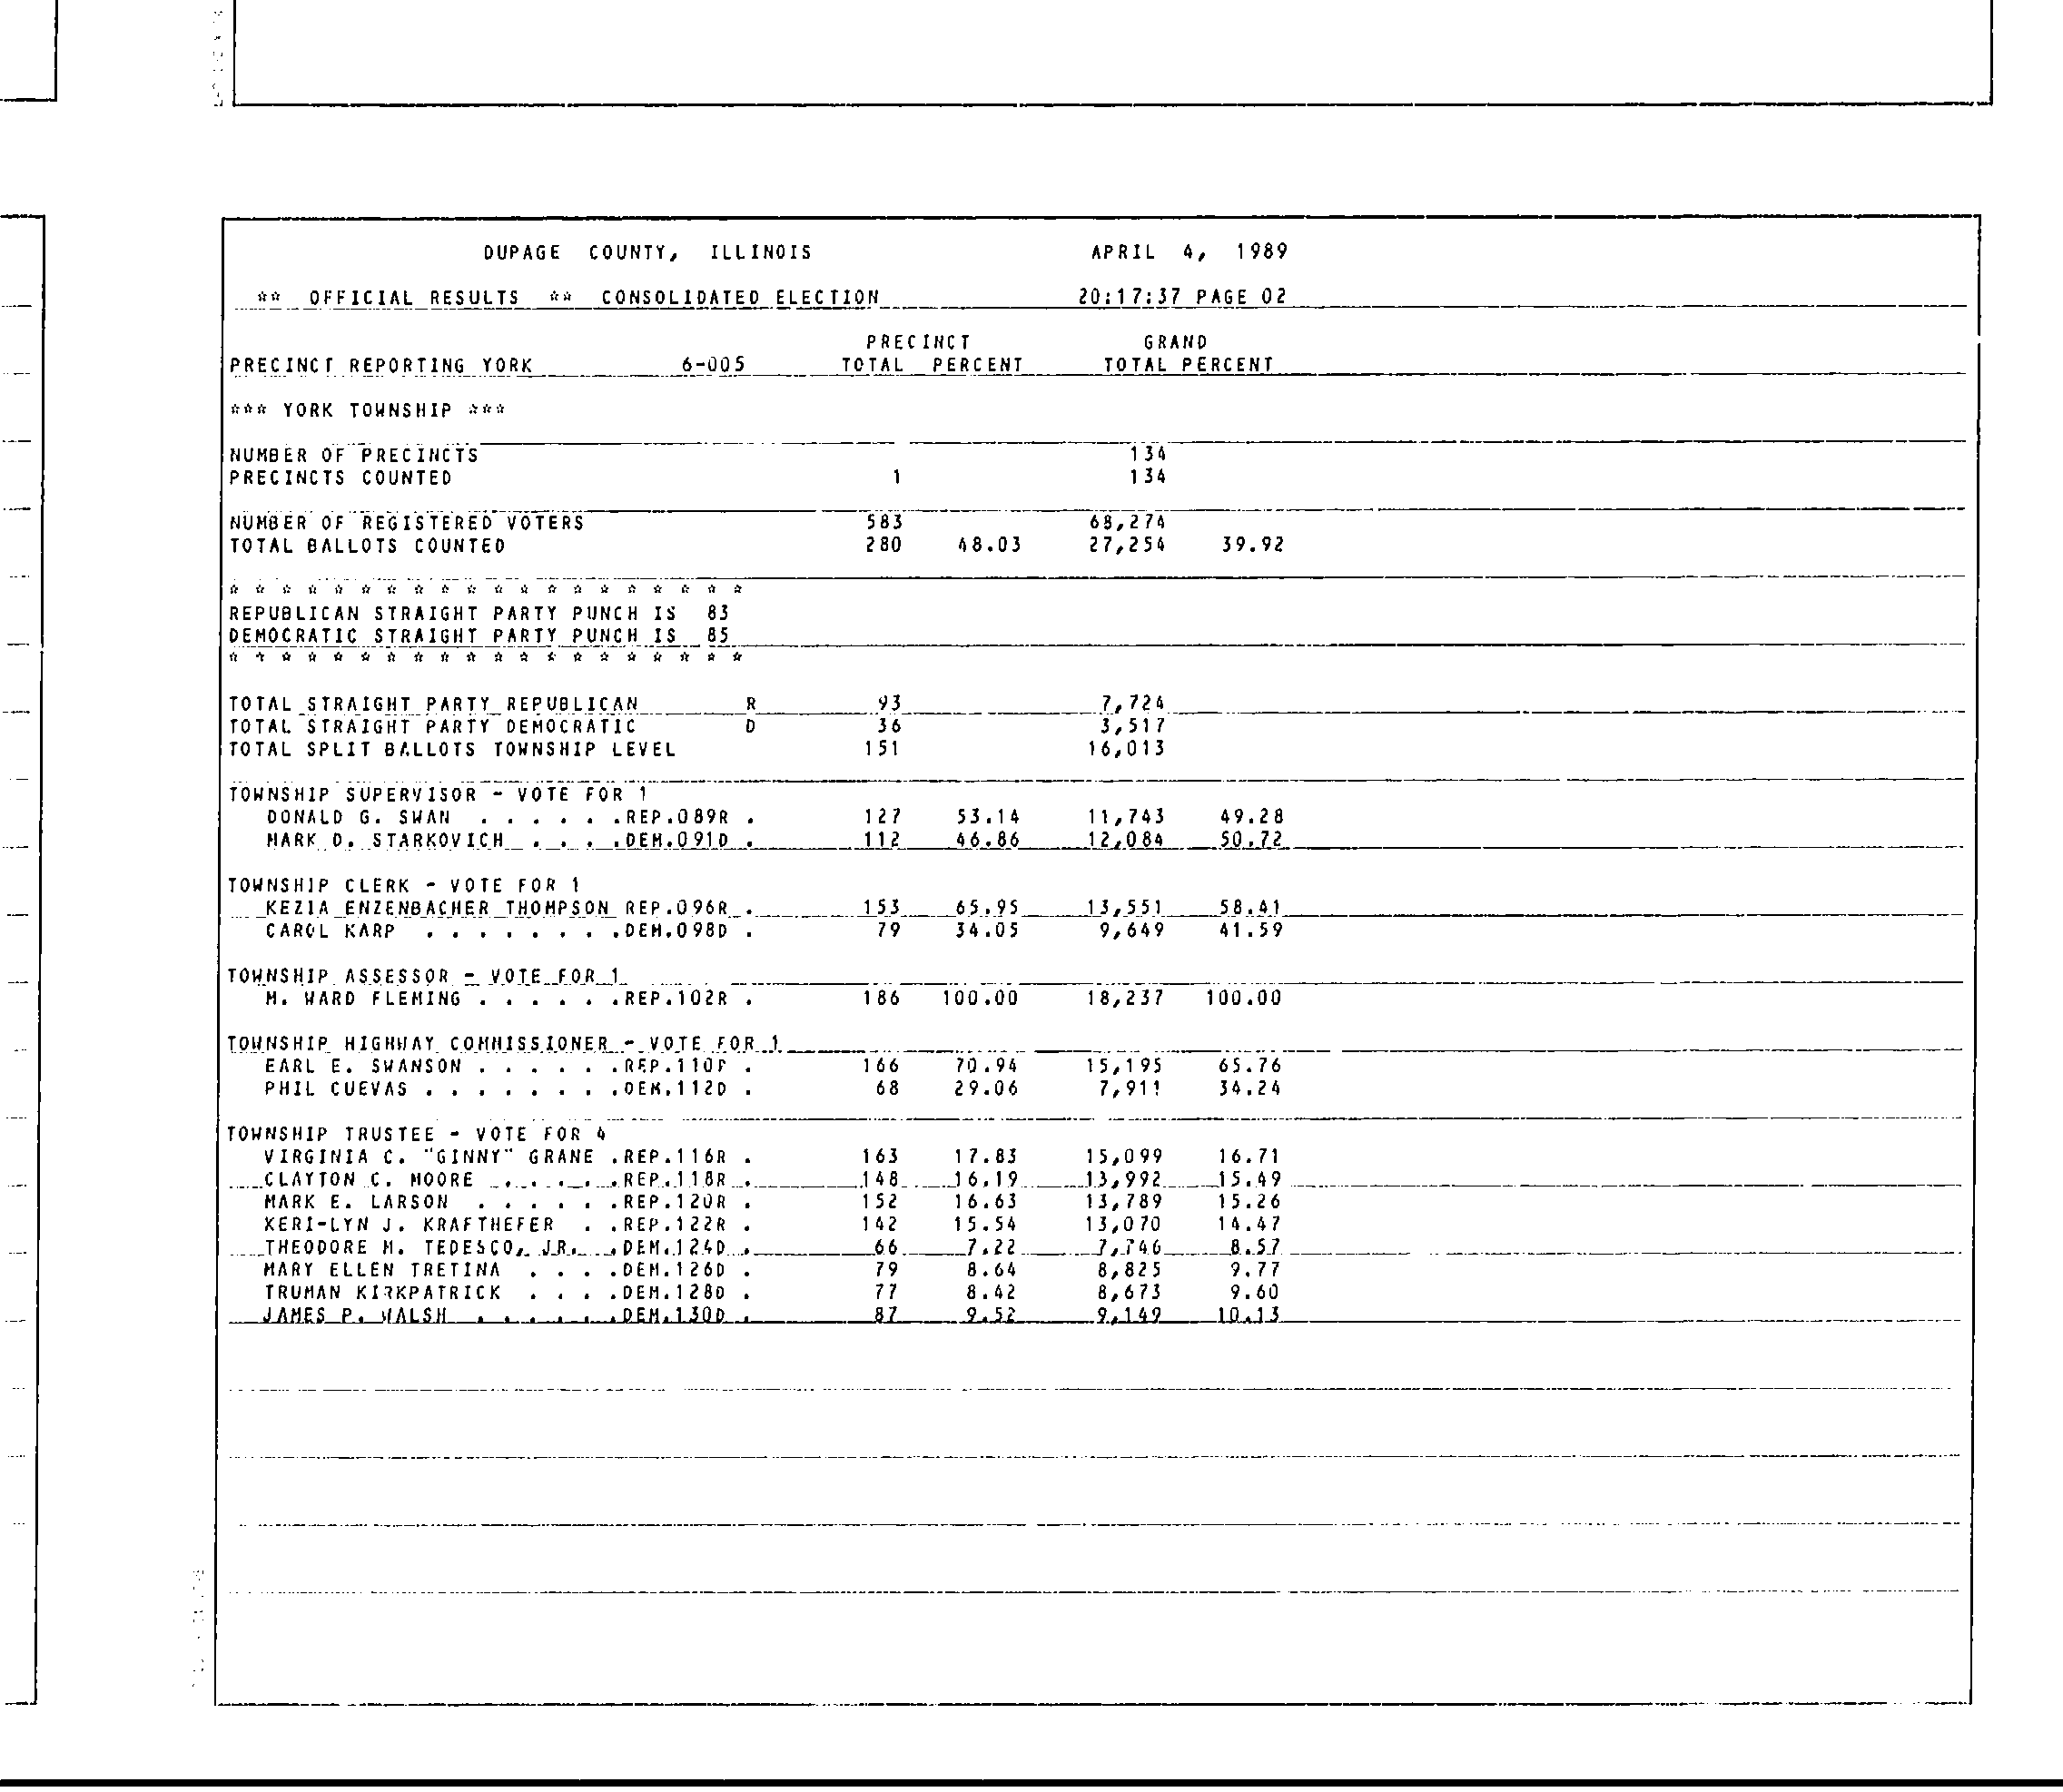 DUPAGE COUNTY, ILLINOIS APRIL 4, 1989
** OFFICIAL RESULTS ** CONSOLIDATED ELECTION 20:17:37 PAGE 02
PRECINCT GRAND
PRECINCT REPORTING YORK 6-005 TOTAL PERCENT TOTAL PERCENT
*** YORK TOWNSHIP ***
NUMBER OF PRECINCTS 134
PRECINCTS COUNTED 1 134
NUMBER OF REGISTERED VOTERS 583 68,274
TOTAL BALLOTS COUNTED 280 48.03 27,254 39.92
* * * * * * * * * * * * * * * * * * * *
REPUBLICAN STRAIGHT PARTY PUNCH IS 83
DEMOCRATIC STRAIGHT PARTY PUNCH IS 85
* * * * * * * * * * * * * * * * * * * *
TOTAL STRAIGHT PARTY REPUBLICAN R 93 7,724
TOTAL STRAIGHT PARTY DEMOCRATIC D 36 3,517
TOTAL SPLIT BALLOTS TOWNSHIP LEVEL 151 16,013
TOWNSHIP SUPERVISOR - VOTE FOR 1
DONALD G. SWAN . . . . . .REP.089R . 127 53.14 11,743 49.28
MARK D. STARKOVICH . . . .DEM.091D . 112 46.86 12,084 50.72
TOWNSHIP CLERK - VOTE FOR 1
KEZIA ENZENBACHER THOMPSON REP.096R . 153 65.95 13,551 58.41
CAROL KARP . . . . . . . .DEM.098D . 79 34.05 9,649 41.59
TOWNSHIP ASSESSOR - VOTE FOR 1
M. WARD FLEMING . . . . . .REP.102R . 186 100.00 18,237 100.00
TOWNSHIP HIGHWAY COMMISSIONER - VOTE FOR 1
EARL E. SWANSON . . . . . .REP.110R . 166 70.94 15,195 65.76
PHIL CUEVAS . . . . . . . .DEM.112D . 68 29.06 7,911 34.24
TOWNSHIP TRUSTEE - VOTE FOR 4
VIRGINIA C. "GINNY" GRANE .REP.116R . 163 17.83 15,099 16.71
CLAYTON C. MOORE . . . . .REP.118R . 148 16.19 13,992 15.49
MARK E. LARSON . . . . . .REP.120R . 152 16.63 13,789 15.26
KERI-LYN J. KRAFTHEFER . .REP.122R . 142 15.54 13,070 14.47
THEODORE M. TEDESCO, JR. .DEM.124D . 66 7.22 7,746 8.57
MARY ELLEN TRETINA . . . .DEM.126D . 79 8.64 8,825 9.77
TRUMAN KIRKPATRICK . . . .DEM.128D . 77 8.42 8,673 9.60
JAMES P. WALSH . . . . . .DEM.130D . 87 9.52 9,149 10.13